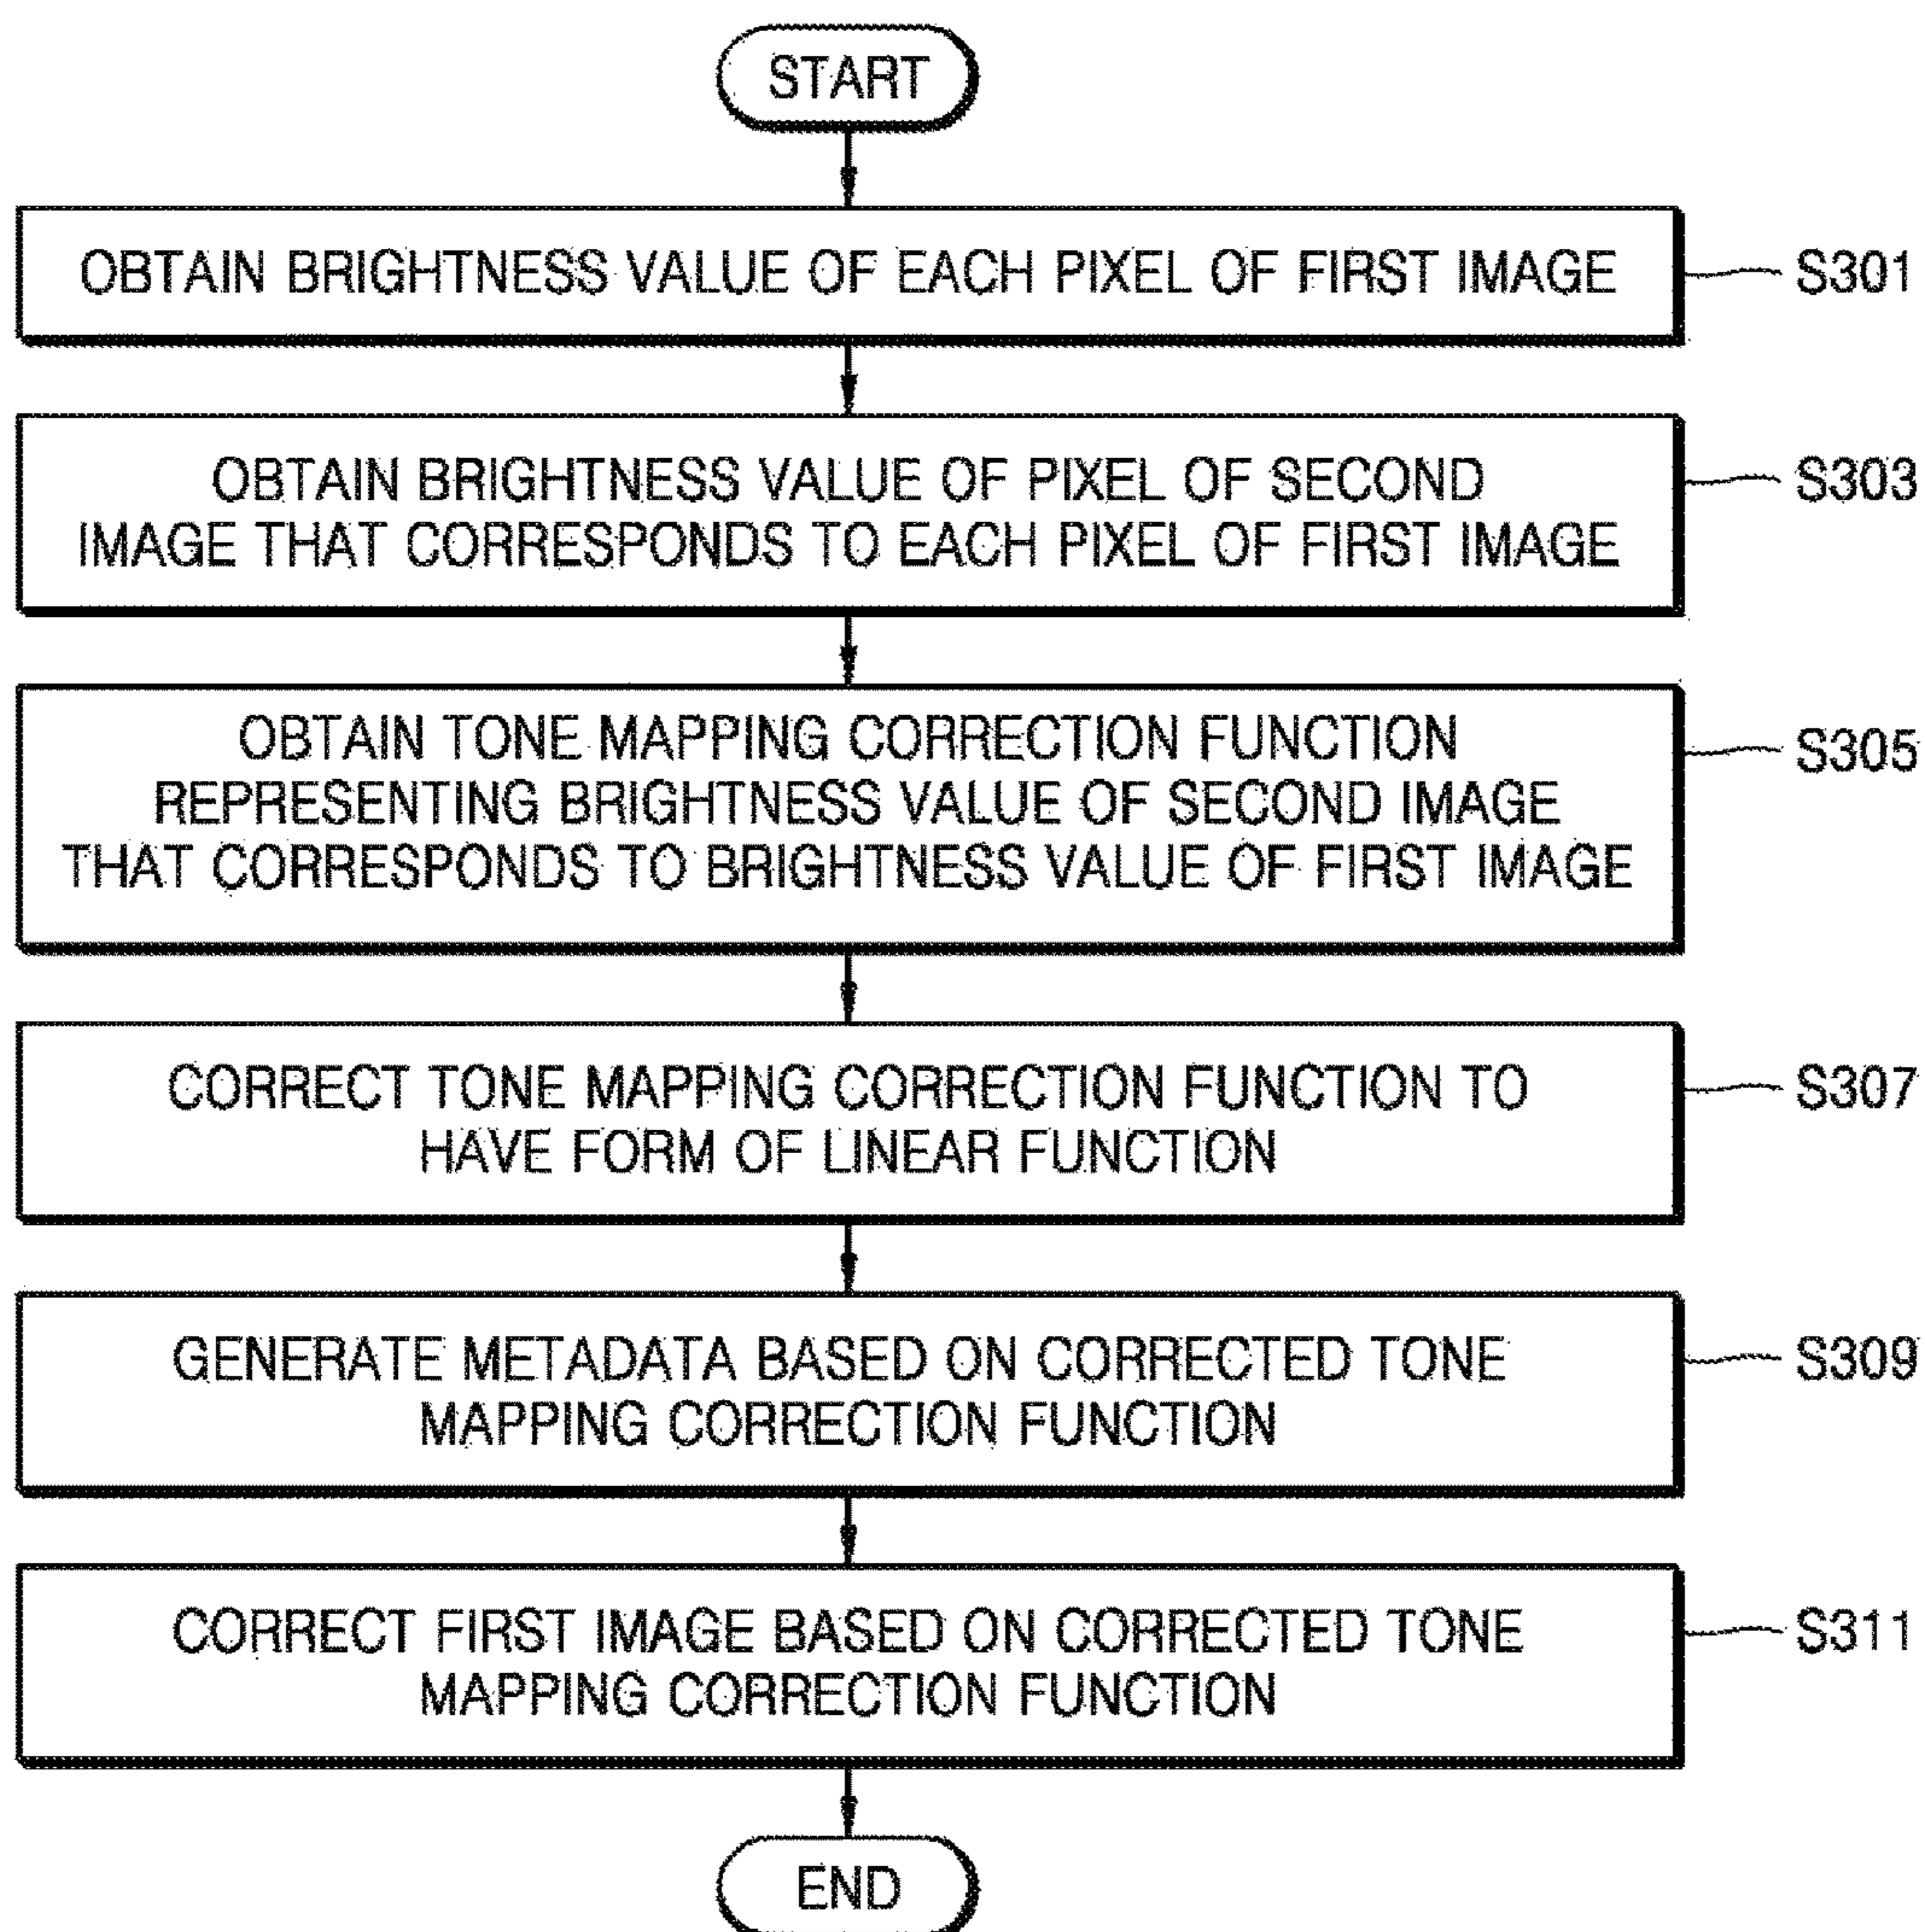 START
OBTAIN BRIGHTNESS VALUE OF EACH PIXEL OF FIRST IMAGE
S301
OBTAIN BRIGHTNESS VALUE OF PIXEL OF SECOND
IMAGE THAT CORRESPONDS TO EACH PIXEL OF FIRST IMAGE
S303
OBTAIN TONE MAPPING CORRECTION FUNCTION
REPRESENTING BRIGHTNESS VALUE OF SECOND IMAGE
THAT CORRESPONDS TO BRIGHTNESS VALUE OF FIRST IMAGE
S305
CORRECT TONE MAPPING CORRECTION FUNCTION TO
HAVE FORM OF LINEAR FUNCTION
S307
GENERATE METADATA BASED ON CORRECTED TONE
MAPPING CORRECTION FUNCTION
S309
CORRECT FIRST IMAGE BASED ON CORRECTED TONE
MAPPING CORRECTION FUNCTION
S311
END